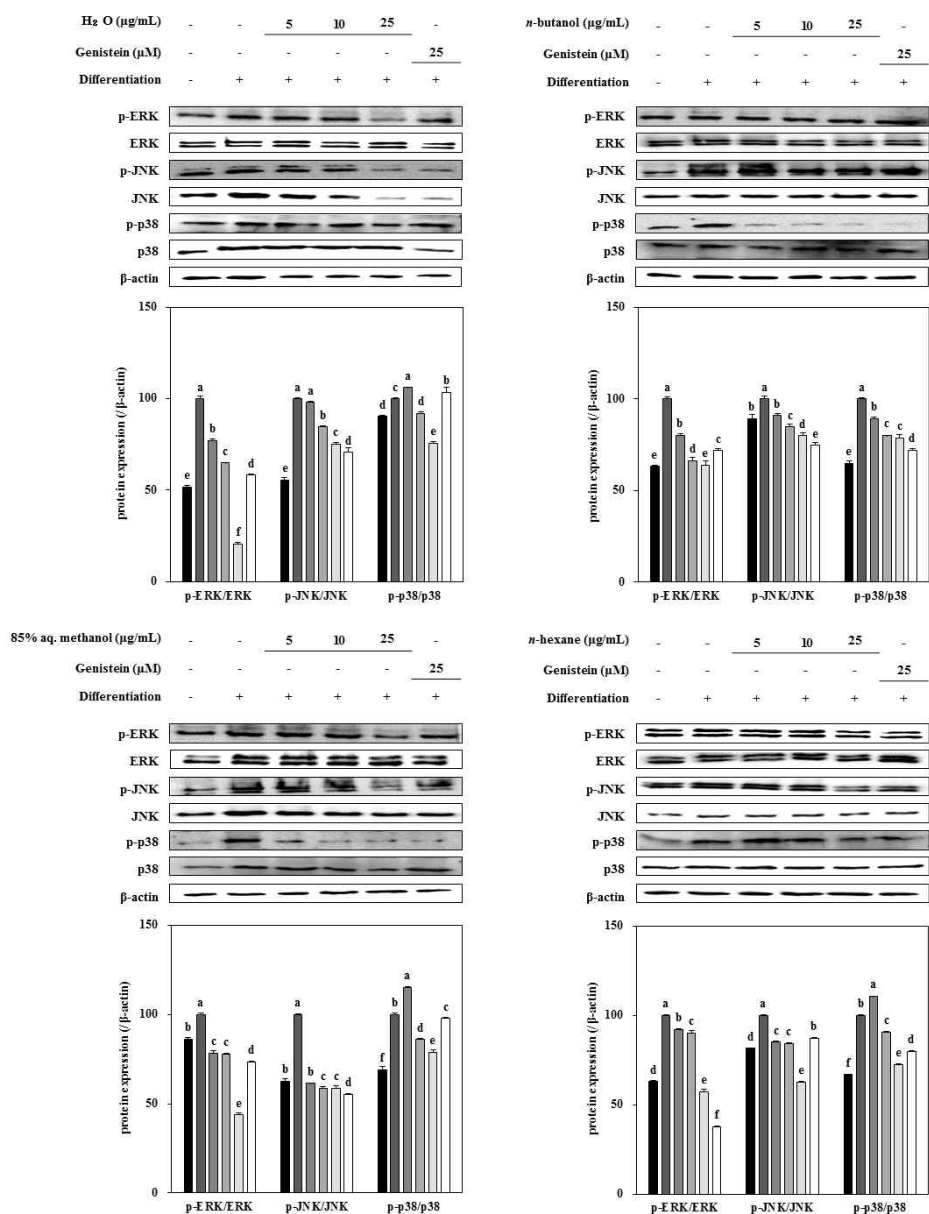 H₂ O (μg/mL) - - 5 10 25 -
Genistein (μM) - - - - - 25
Differentiation - + + + + +
p-ERK
ERK
p-JNK
JNK
p-p38
p38
β-actin
150
100
50
0
protein expression (/ β-actin)
e a b c f d
e a a b c d
d c a d e b
p-ERK/ERK p-JNK/JNK p-p38/p38
n-butanol (μg/mL) - - 5 10 25 -
Genistein (μM) - - - - - 25
Differentiation - + + + + +
p-ERK
ERK
p-JNK
JNK
p-p38
p38
β-actin
150
100
50
0
protein expression (/ β-actin)
e a b d e c
b a b c d e
e a b c c d
p-ERK/ERK p-JNK/JNK p-p38/p38
85% aq. methanol (μg/mL) - - 5 10 25 -
Genistein (μM) - - - - - 25
Differentiation - + + + + +
p-ERK
ERK
p-JNK
JNK
p-p38
p38
β-actin
150
100
50
0
protein expression (/ β-actin)
b a c c e d
b a b c c d
f b a d e c
p-ERK/ERK p-JNK/JNK p-p38/p38
n-hexane (μg/mL) - - 5 10 25 -
Genistein (μM) - - - - - 25
Differentiation - + + + + +
p-ERK
ERK
p-JNK
JNK
p-p38
p38
β-actin
150
100
50
0
protein expression (/ β-actin)
d a b c e f
d a c c e b
f b a c e d
p-ERK/ERK p-JNK/JNK p-p38/p38